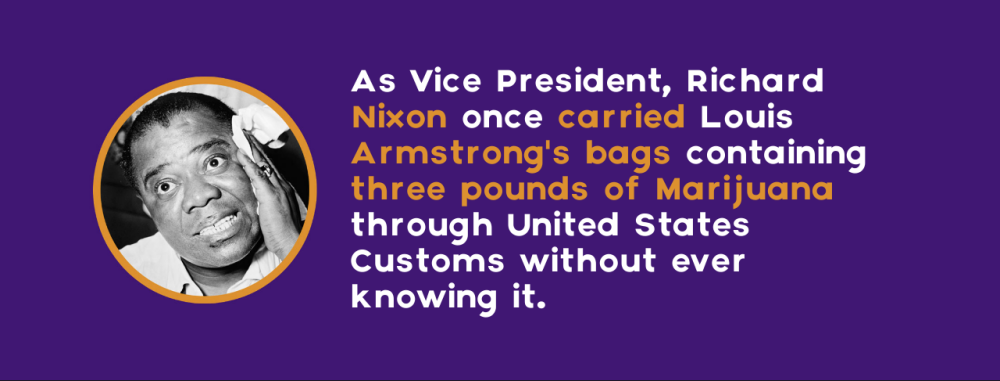 As Vice President, Richard
Nixon once carried Louis
Armstrong's bags containing
three pounds of Marijuana
through United States
Customs without ever
knowing it.